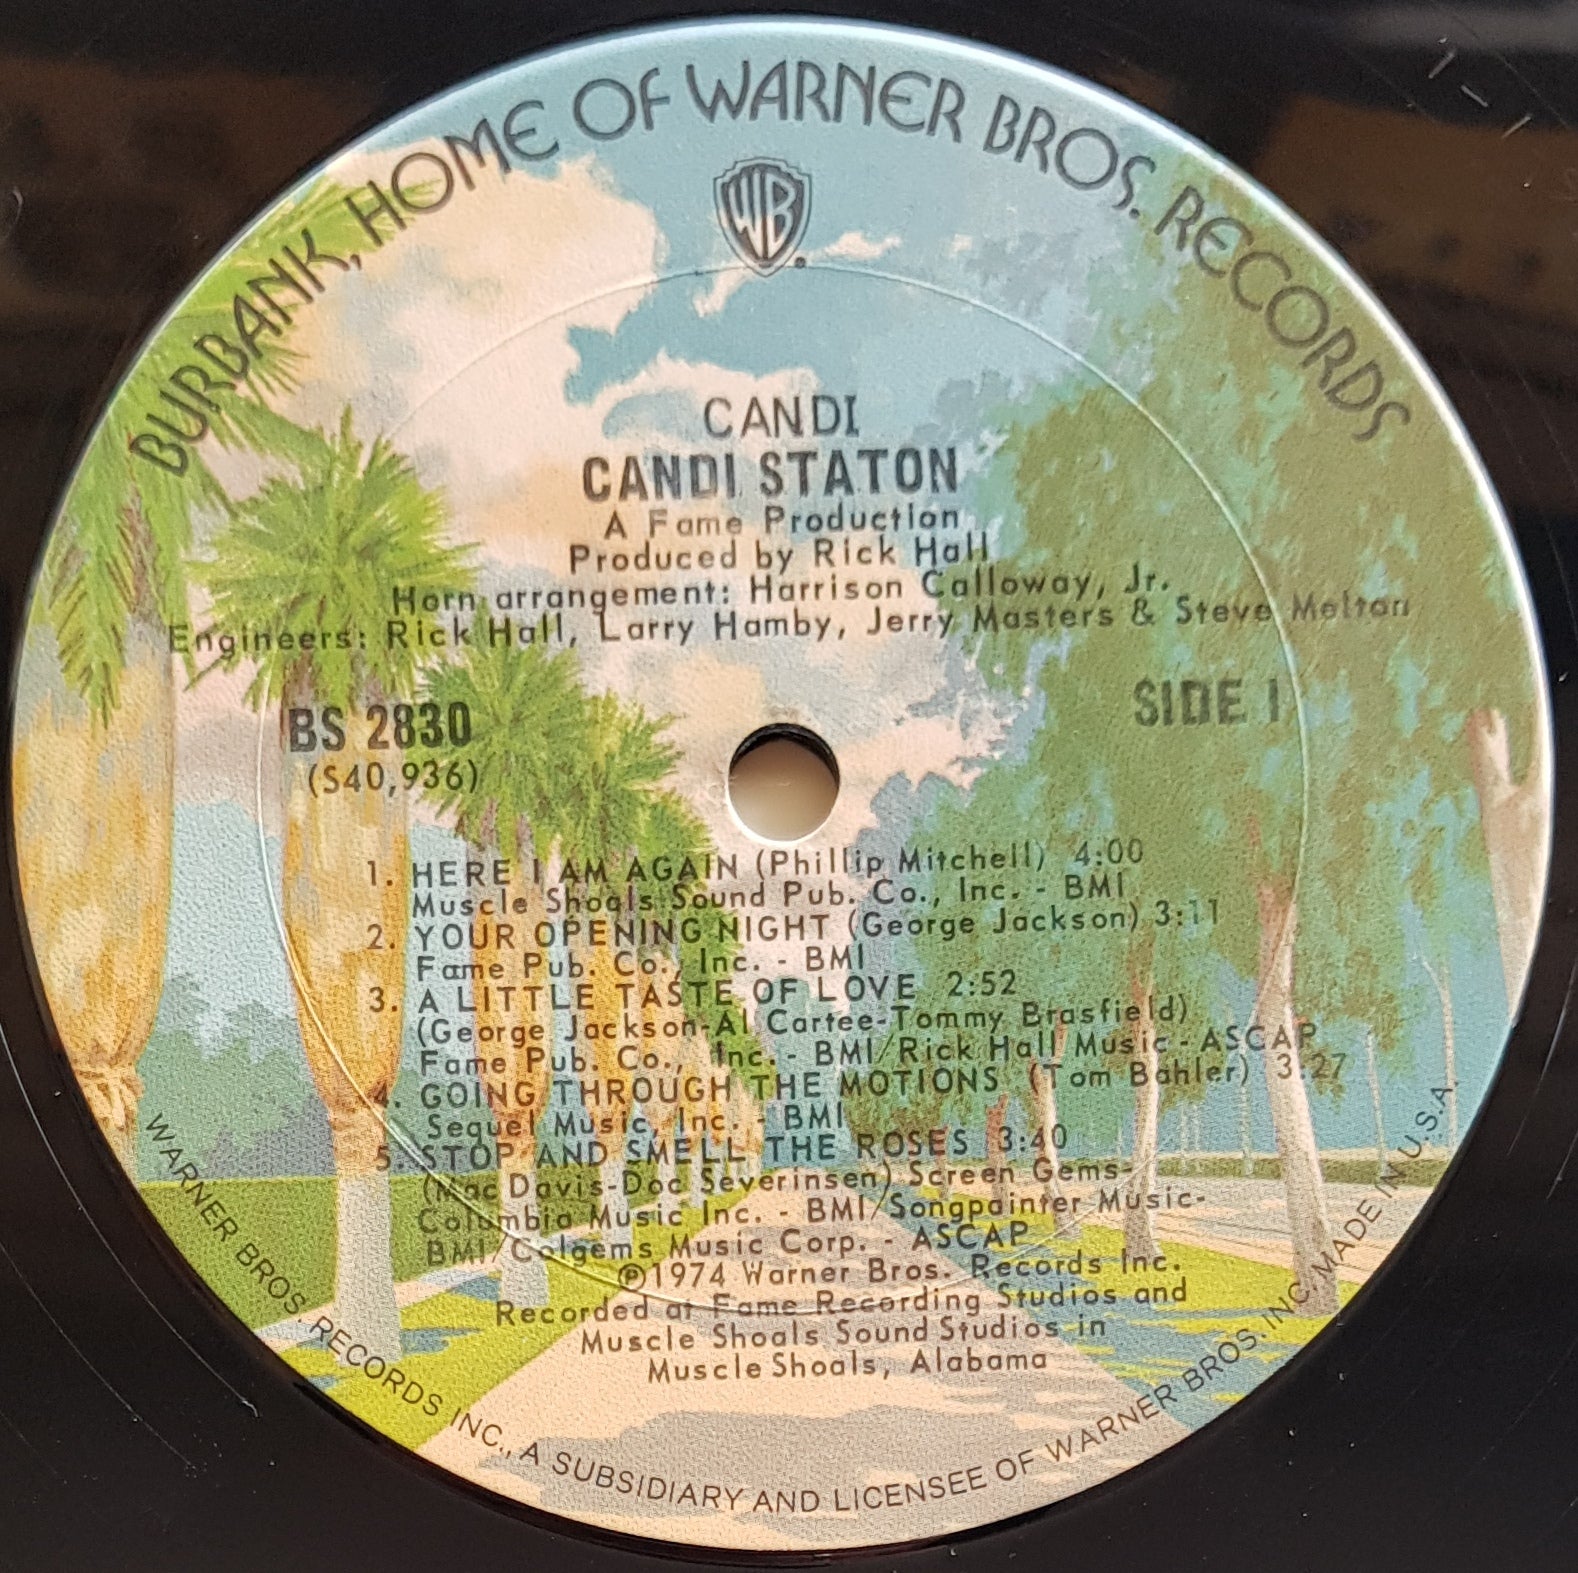 BURBANK, HOME OF WARNER BROS. RECORDS
WB
CANDI
CANDI STATON
A Fame Production
Produced by Rick Hall
Horn arrangement: Harrison Calloway, Jr.
Engineers: Rick Hall, Larry Hamby, Jerry Masters & Steve Melton
BS 2830
(S40,936)
SIDE 1
1. HERE I AM AGAIN (Phillip Mitchell) 4:00
Muscle Shoals Sound Pub. Co., Inc. - BMI
2. YOUR OPENING NIGHT (George Jackson) 3:11
Fame Pub. Co., Inc. - BMI
3. A LITTLE TASTE OF LOVE 2:52
(George Jackson-Al Cartee-Tommy Brasfield)
Fame Pub. Co., Inc. - BMI/Rick Hall Music - ASCAP
4. GOING THROUGH THE MOTIONS (Tom Bahler) 3:27
Sequel Music, Inc. - BMI
5. STOP AND SMELL THE ROSES 3:40
(Mac Davis-Doc Severinsen) Screen Gems-
Columbia Music Inc. - BMI/Songpainter Music-
BMI/Colgems Music Corp. - ASCAP
℗1974 Warner Bros. Records Inc.
Recorded at Fame Recording Studios and
Muscle Shoals Sound Studios in
Muscle Shoals, Alabama
WARNER BROS. RECORDS INC., A SUBSIDIARY AND LICENSEE OF WARNER BROS. INC. MADE IN U.S.A.